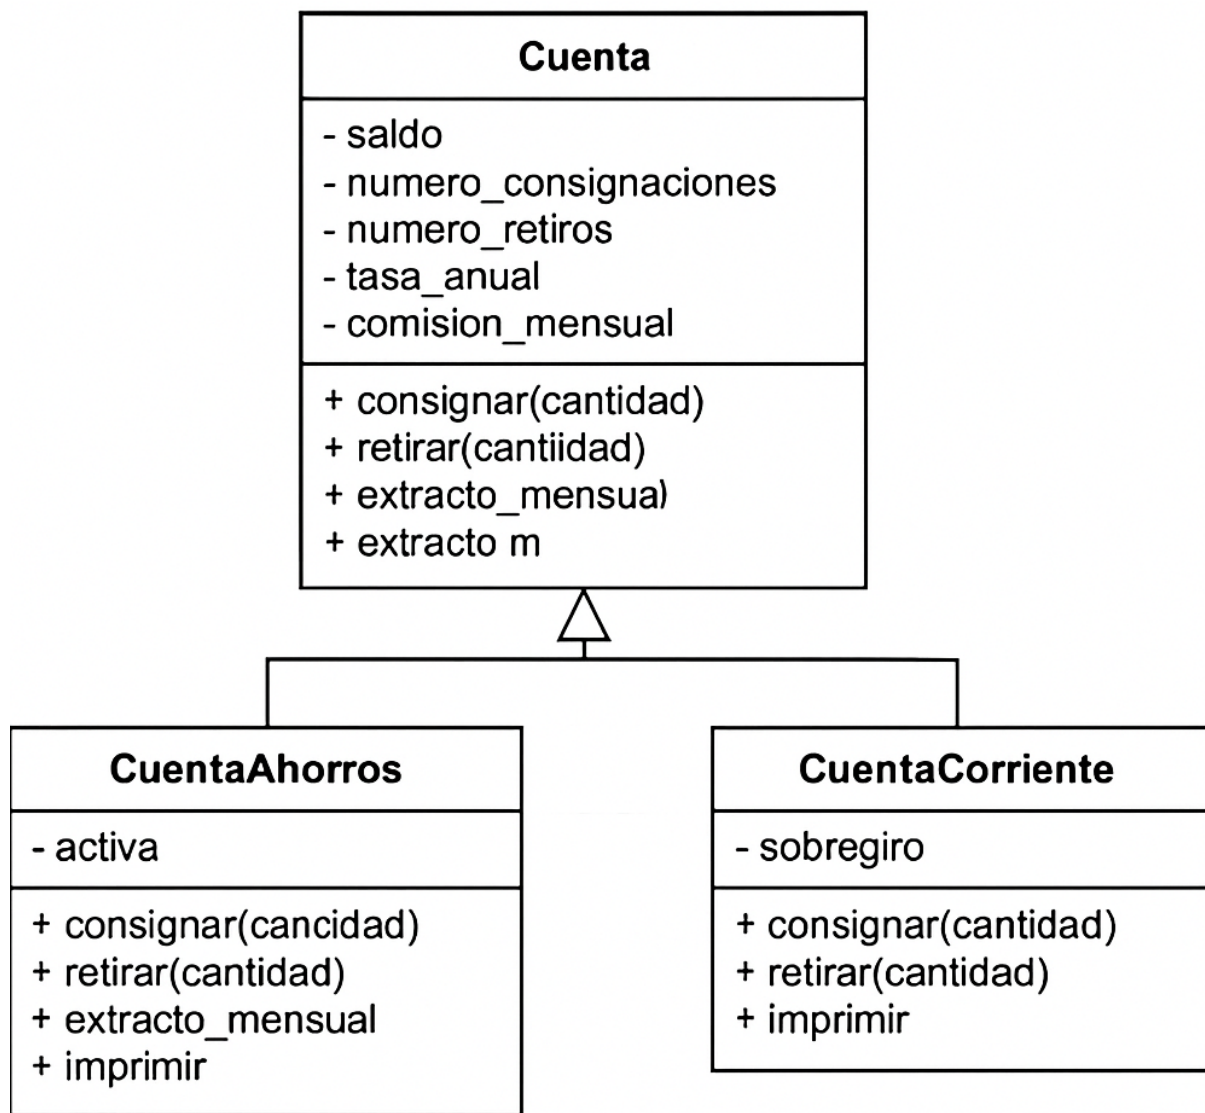 Cuenta
- saldo
- numero_consignaciones
- numero_retiros
- tasa_anual
- comision_mensual
+ consignar(cantidad)
+ retirar(cantiidad)
+ extracto_mensual)
+ extracto m
CuentaAhorros
- activa
+ consignar(cancidad)
+ retirar(cantidad)
+ extracto_mensual
+ imprimir
CuentaCorriente
- sobregiro
+ consignar(cantidad)
+ retirar(cantidad)
+ imprimir